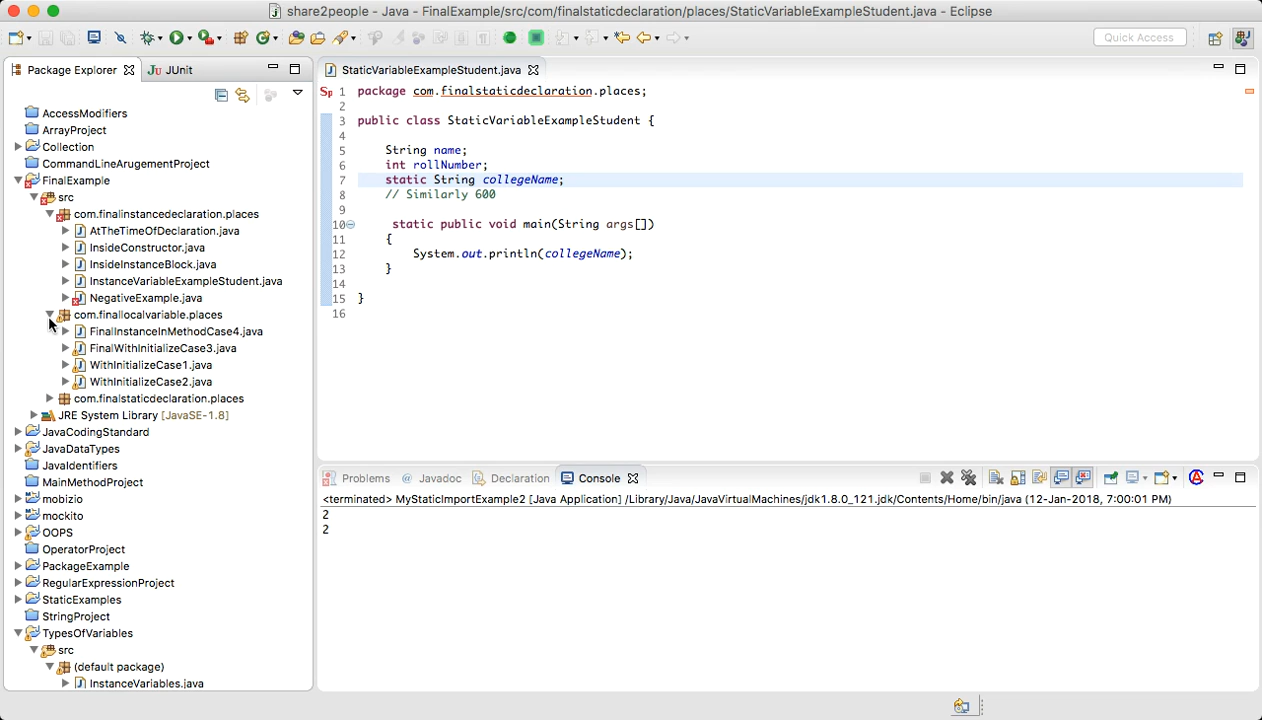 share2people - Java - FinalExample/src/com/finalstaticdeclaration/places/StaticVariableExampleStudent.java - Eclipse
Quick Access
Package Explorer
JUnit
AccessModifiers
ArrayProject
Collection
CommandLineArugementProject
FinalExample
src
com.finalinstancedeclaration.places
AtTheTimeOfDeclaration.java
InsideConstructor.java
InsideInstanceBlock.java
InstanceVariableExampleStudent.java
NegativeExample.java
com.finallocalvariable.places
FinalInstanceInMethodCase4.java
FinalWithInitializeCase3.java
WithInitializeCase1.java
WithInitializeCase2.java
com.finalstaticdeclaration.places
JRE System Library [JavaSE-1.8]
JavaCodingStandard
JavaDataTypes
JavaIdentifiers
MainMethodProject
mobizio
mockito
OOPS
OperatorProject
PackageExample
RegularExpressionProject
StaticExamples
StringProject
TypesOfVariables
src
(default package)
InstanceVariables.java
StaticVariableExampleStudent.java
1 package com.finalstaticdeclaration.places;
2
3 public class StaticVariableExampleStudent {
4
5 String name;
6 int rollNumber;
7 static String collegeName;
8 // Similarly 600
9
10 static public void main(String args[])
11 {
12 System.out.println(collegeName);
13 }
14
15 }
16
Problems @ Javadoc Declaration Console
<terminated> MyStaticImportExample2 [Java Application] /Library/Java/JavaVirtualMachines/jdk1.8.0_121.jdk/Contents/Home/bin/java (12-Jan-2018, 7:00:01 PM)
2
2